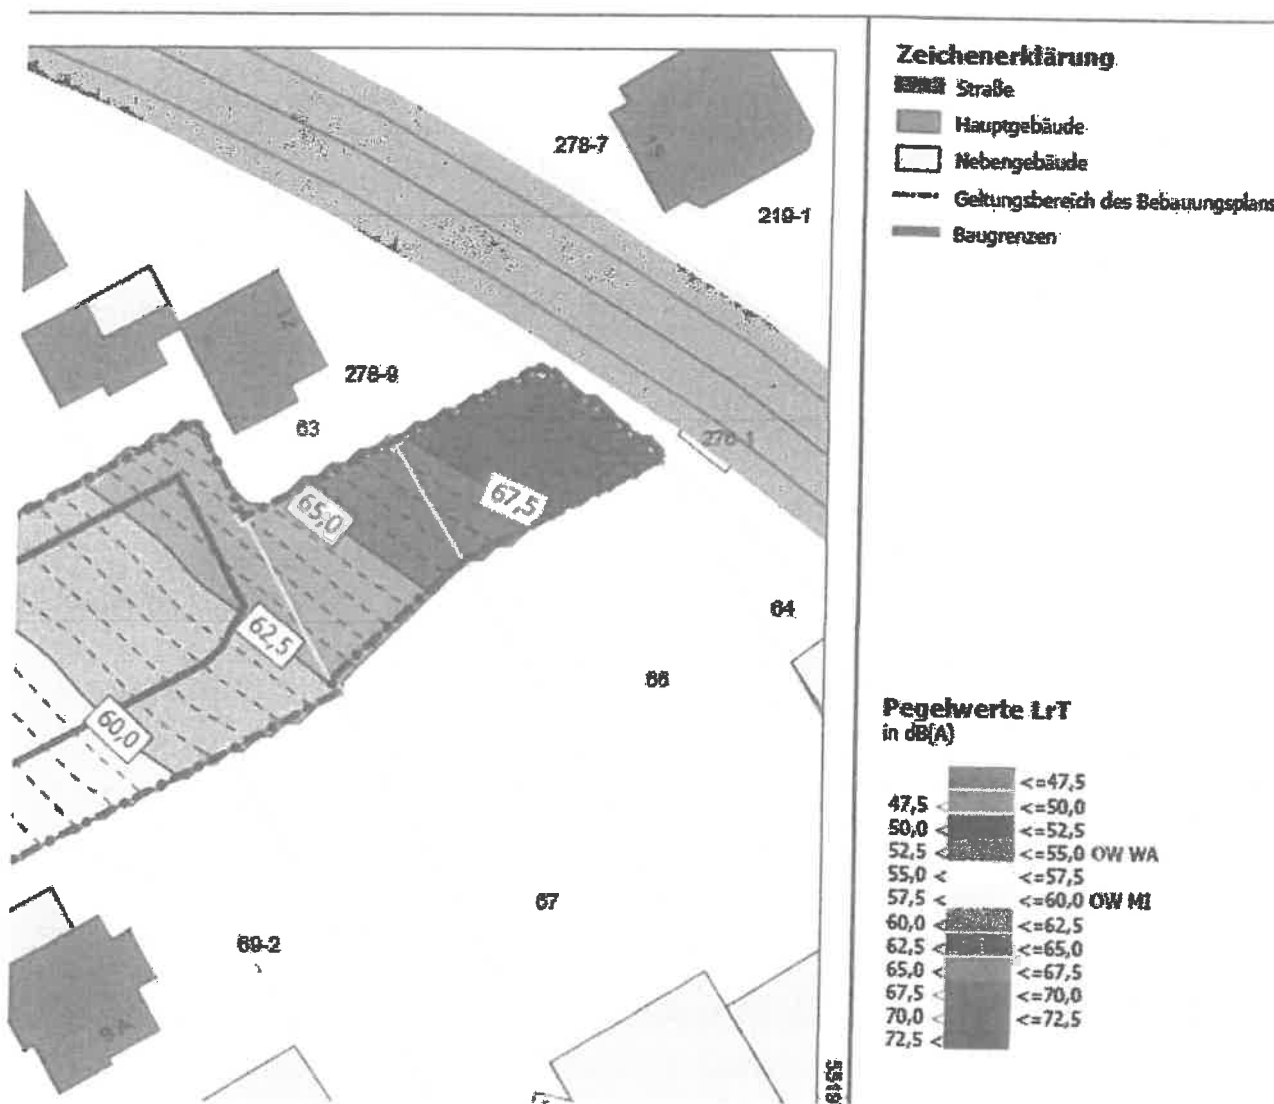 Zeichenerklärung
Straße
Hauptgebäude
Nebengebäude
Geltungsbereich des Bebauungsplans
Baugrenzen
278-7
219-1
278-9
63
276-1
65,0
67,5
62,5
60,0
64
66
67
69-2
9 A
Pegelwerte LrT
in dB(A)
<=47,5
47,5 < <=50,0
50,0 < <=52,5
52,5 < <=55,0 OW WA
55,0 < <=57,5
57,5 < <=60,0 OW MI
60,0 < <=62,5
62,5 < <=65,0
65,0 < <=67,5
67,5 < <=70,0
70,0 < <=72,5
72,5 <